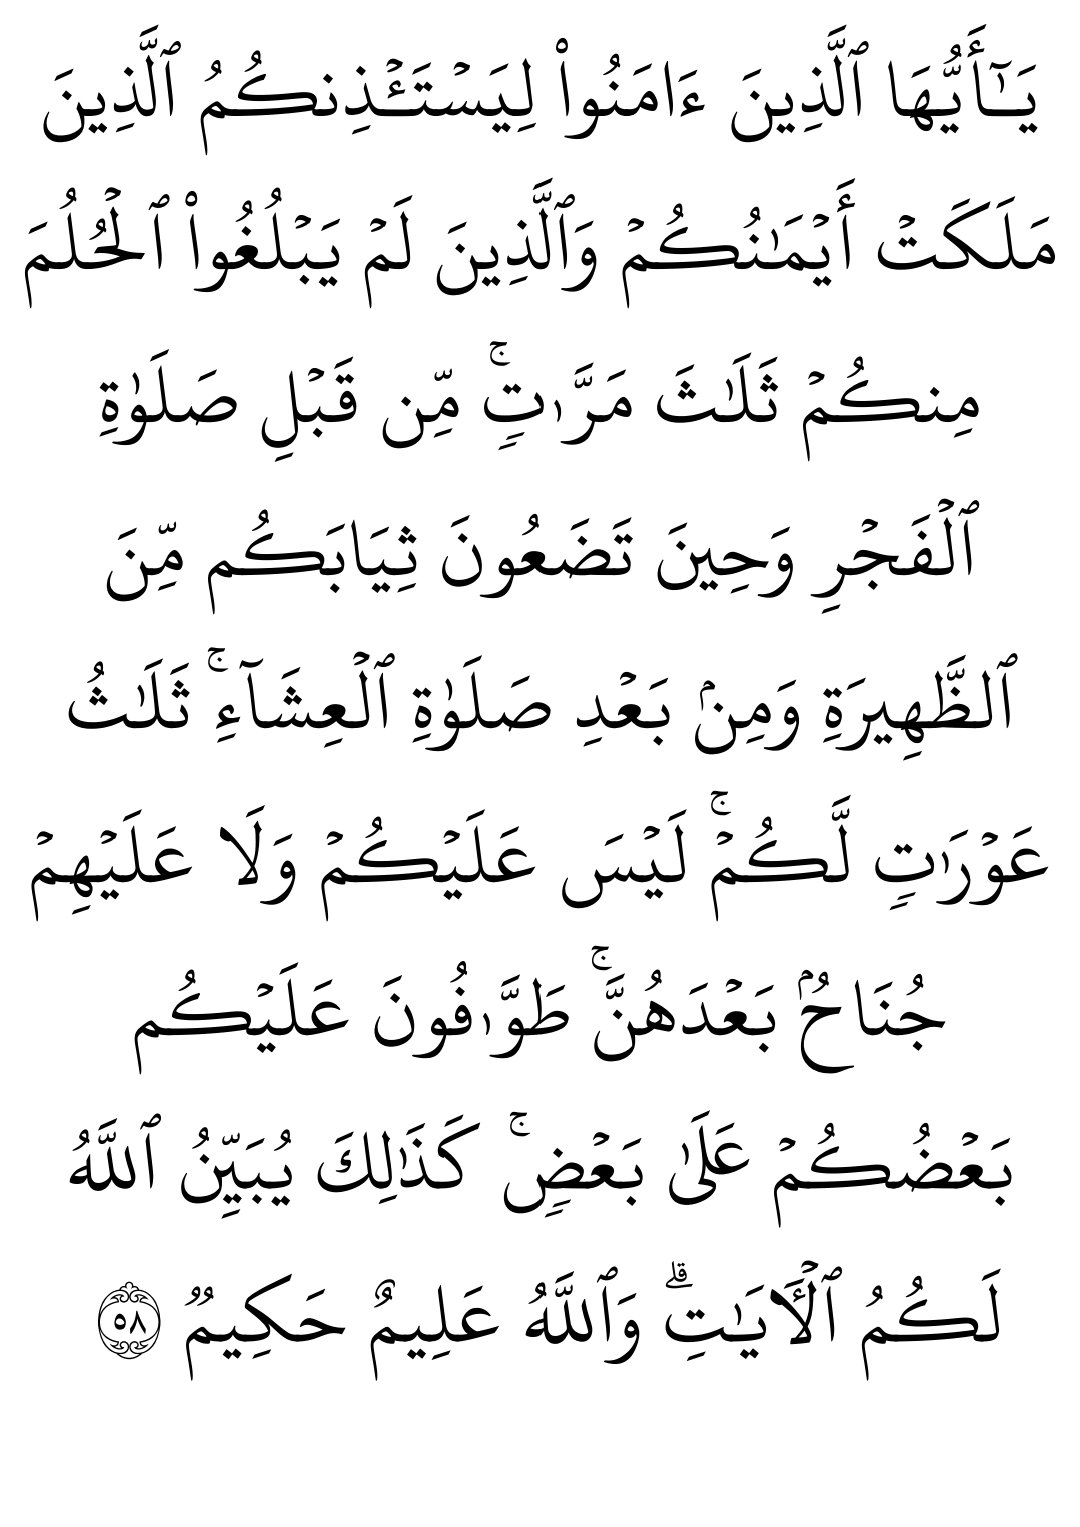 يَـٰٓأَيُّهَا ٱلَّذِينَ ءَامَنُوا۟ لِيَسْتَـْٔذِنكُمُ ٱلَّذِينَ
مَلَكَتْ أَيْمَـٰنُكُمْ وَٱلَّذِينَ لَمْ يَبْلُغُوا۟ ٱلْحُلُمَ
مِنكُمْ ثَلَـٰثَ مَرَّٰتٍۢ ۚ مِّن قَبْلِ صَلَوٰةِ
ٱلْفَجْرِ وَحِينَ تَضَعُونَ ثِيَابَكُم مِّنَ
ٱلظَّهِيرَةِ وَمِنۢ بَعْدِ صَلَوٰةِ ٱلْعِشَآءِ ۚ ثَلَـٰثُ
عَوْرَٰتٍۢ لَّكُمْ ۚ لَيْسَ عَلَيْكُمْ وَلَا عَلَيْهِمْ
جُنَاحٌۢ بَعْدَهُنَّ ۚ طَوَّٰفُونَ عَلَيْكُم
بَعْضُكُمْ عَلَىٰ بَعْضٍۢ ۚ كَذَٰلِكَ يُبَيِّنُ ٱللَّهُ
لَكُمُ ٱلْـَٔايَـٰتِ ۗ وَٱللَّهُ عَلِيمٌ حَكِيمٌۭ ٥٨